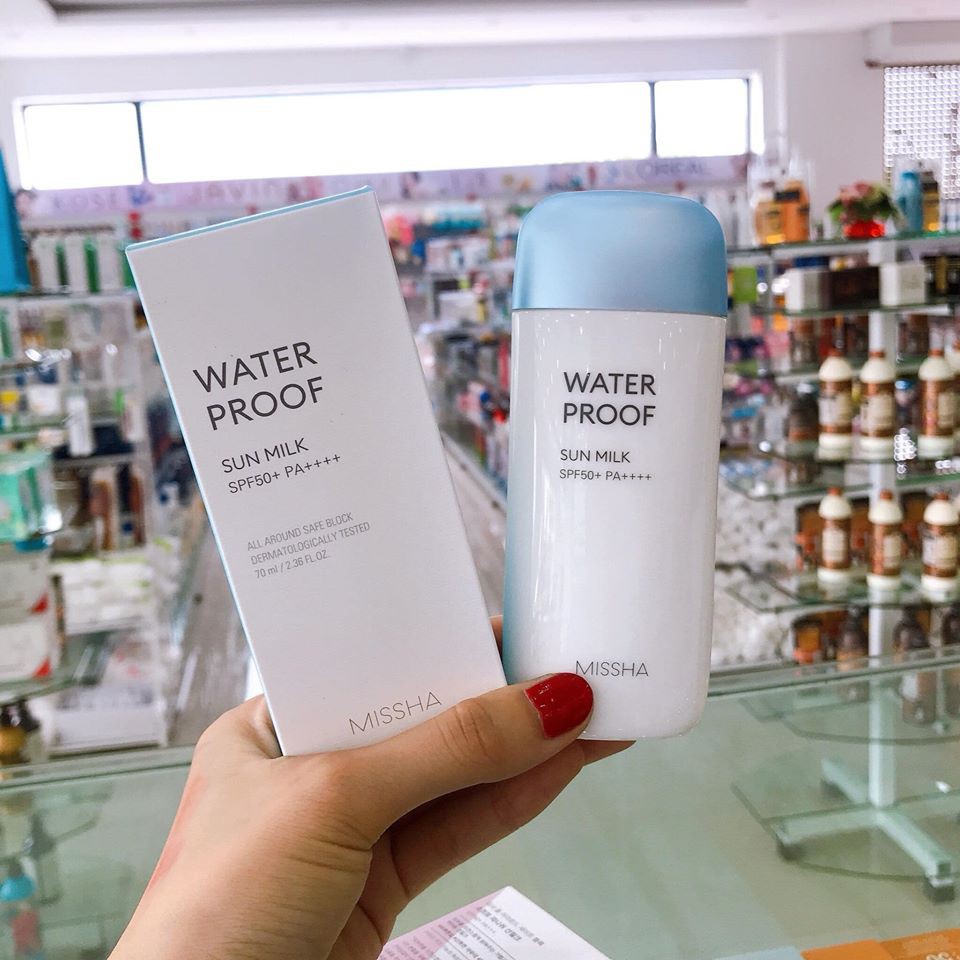 WATER
PROOF
SUN MILK
SPF50+ PA++++
ALL AROUND SAFE BLOCK
DERMATOLOGICALLY TESTED
70 ml / 2.36 FL.OZ.
MISSHA
WATER
PROOF
SUN MILK
SPF50+ PA++++
MISSHA